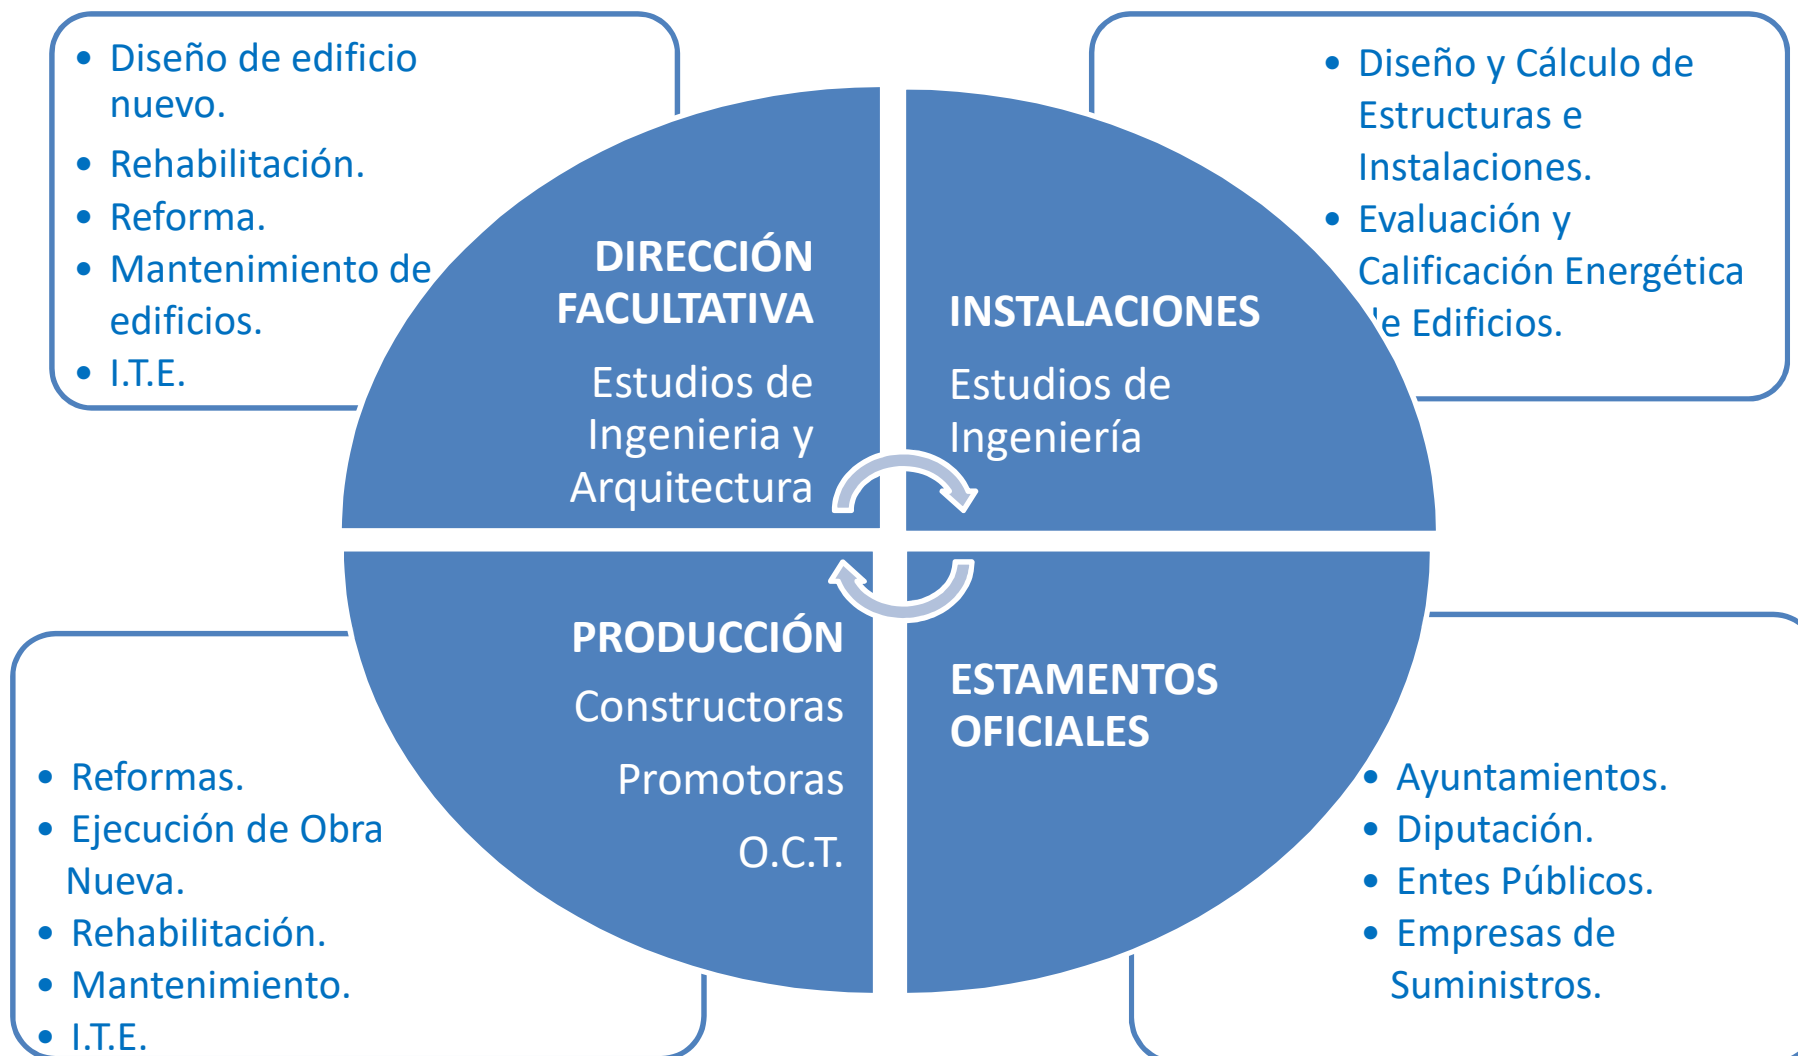 • Diseño de edificio
nuevo.
• Rehabilitación.
• Reforma.
• Mantenimiento de
edificios.
• I.T.E.
DIRECCIÓN
FACULTATIVA
Estudios de
Ingenieria y
Arquitectura
INSTALACIONES
Estudios de
Ingeniería
• Diseño y Cálculo de
Estructuras e
Instalaciones.
• Evaluación y
Calificación Energética
de Edificios.
PRODUCCIÓN
Constructoras
Promotoras
O.C.T.
• Reformas.
• Ejecución de Obra
Nueva.
• Rehabilitación.
• Mantenimiento.
• I.T.E.
ESTAMENTOS
OFICIALES
• Ayuntamientos.
• Diputación.
• Entes Públicos.
• Empresas de
Suministros.